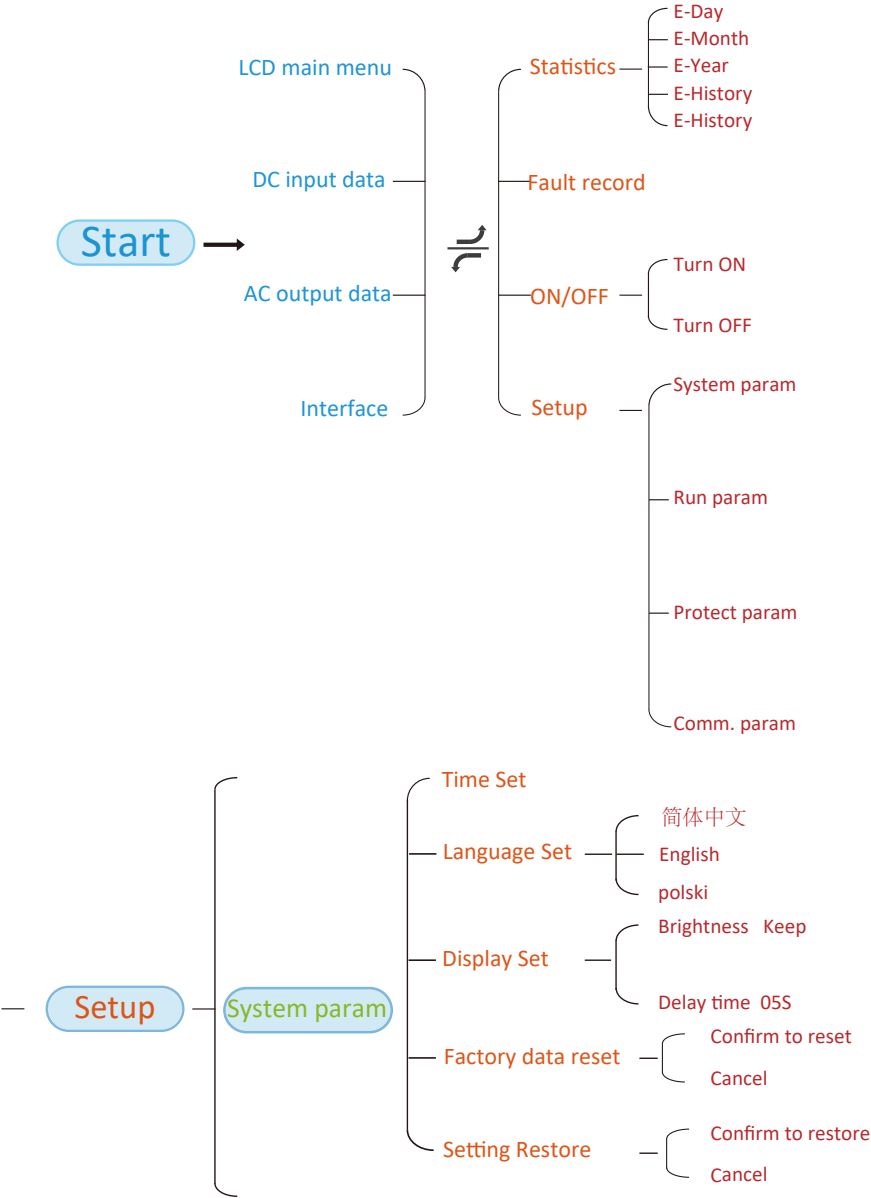 Start
LCD main menu
DC input data
AC output data
Interface
Statistics
E-Day
E-Month
E-Year
E-History
E-History
Fault record
ON/OFF
Turn ON
Turn OFF
Setup
System param
Run param
Protect param
Comm. param
Setup
System param
Time Set
Language Set
简体中文
English
polski
Display Set
Brightness Keep
Delay time 05S
Factory data reset
Confirm to reset
Cancel
Setting Restore
Confirm to restore
Cancel